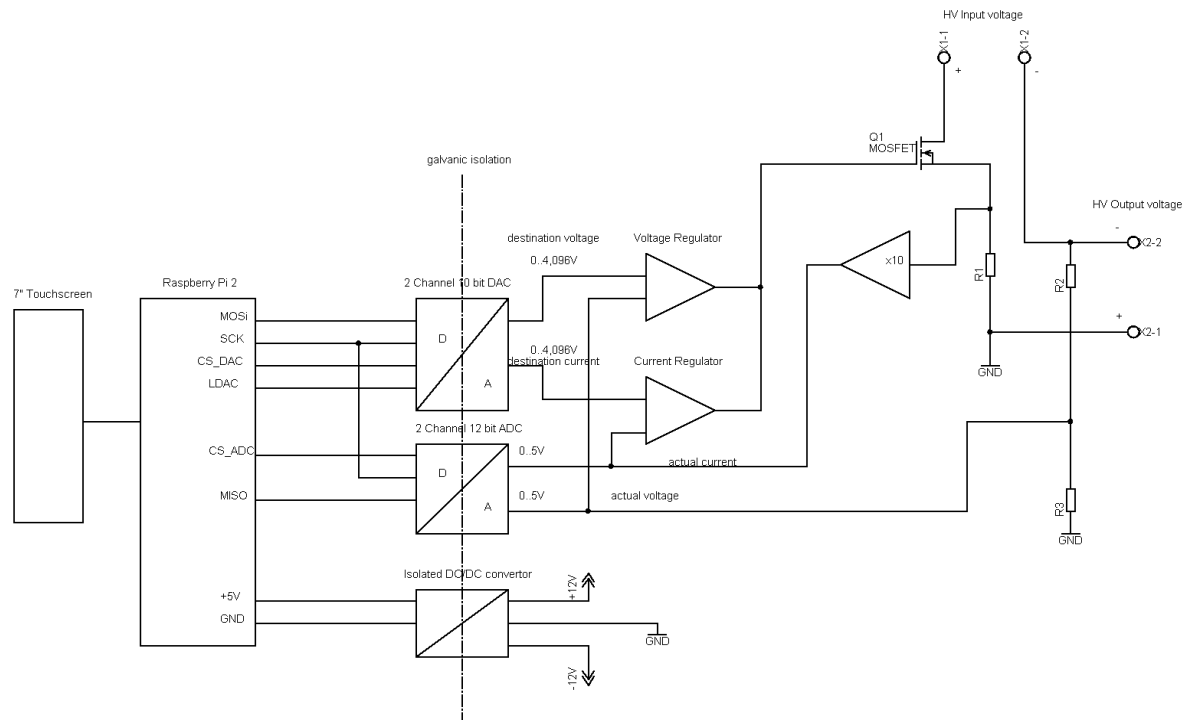 HV Input voltage
X1-1
X1-2
+
-
Q1
MOSFET
galvanic isolation
HV Output voltage
-
X2-2
destination voltage
Voltage Regulator
0..4,096V
x10
R1
R2
Raspberry Pi 2
2 Channel 10 bit DAC
7" Touchscreen
MOSi
SCK
D
+
X2-1
0..4,096V
destination current
Current Regulator
CS_DAC
LDAC
A
GND
2 Channel 12 bit ADC
CS_ADC
0..5V
actual current
D
MISO
0..5V
actual voltage
A
R3
GND
Isolated DC/DC convertor
+5V
+12V
GND
GND
-12V